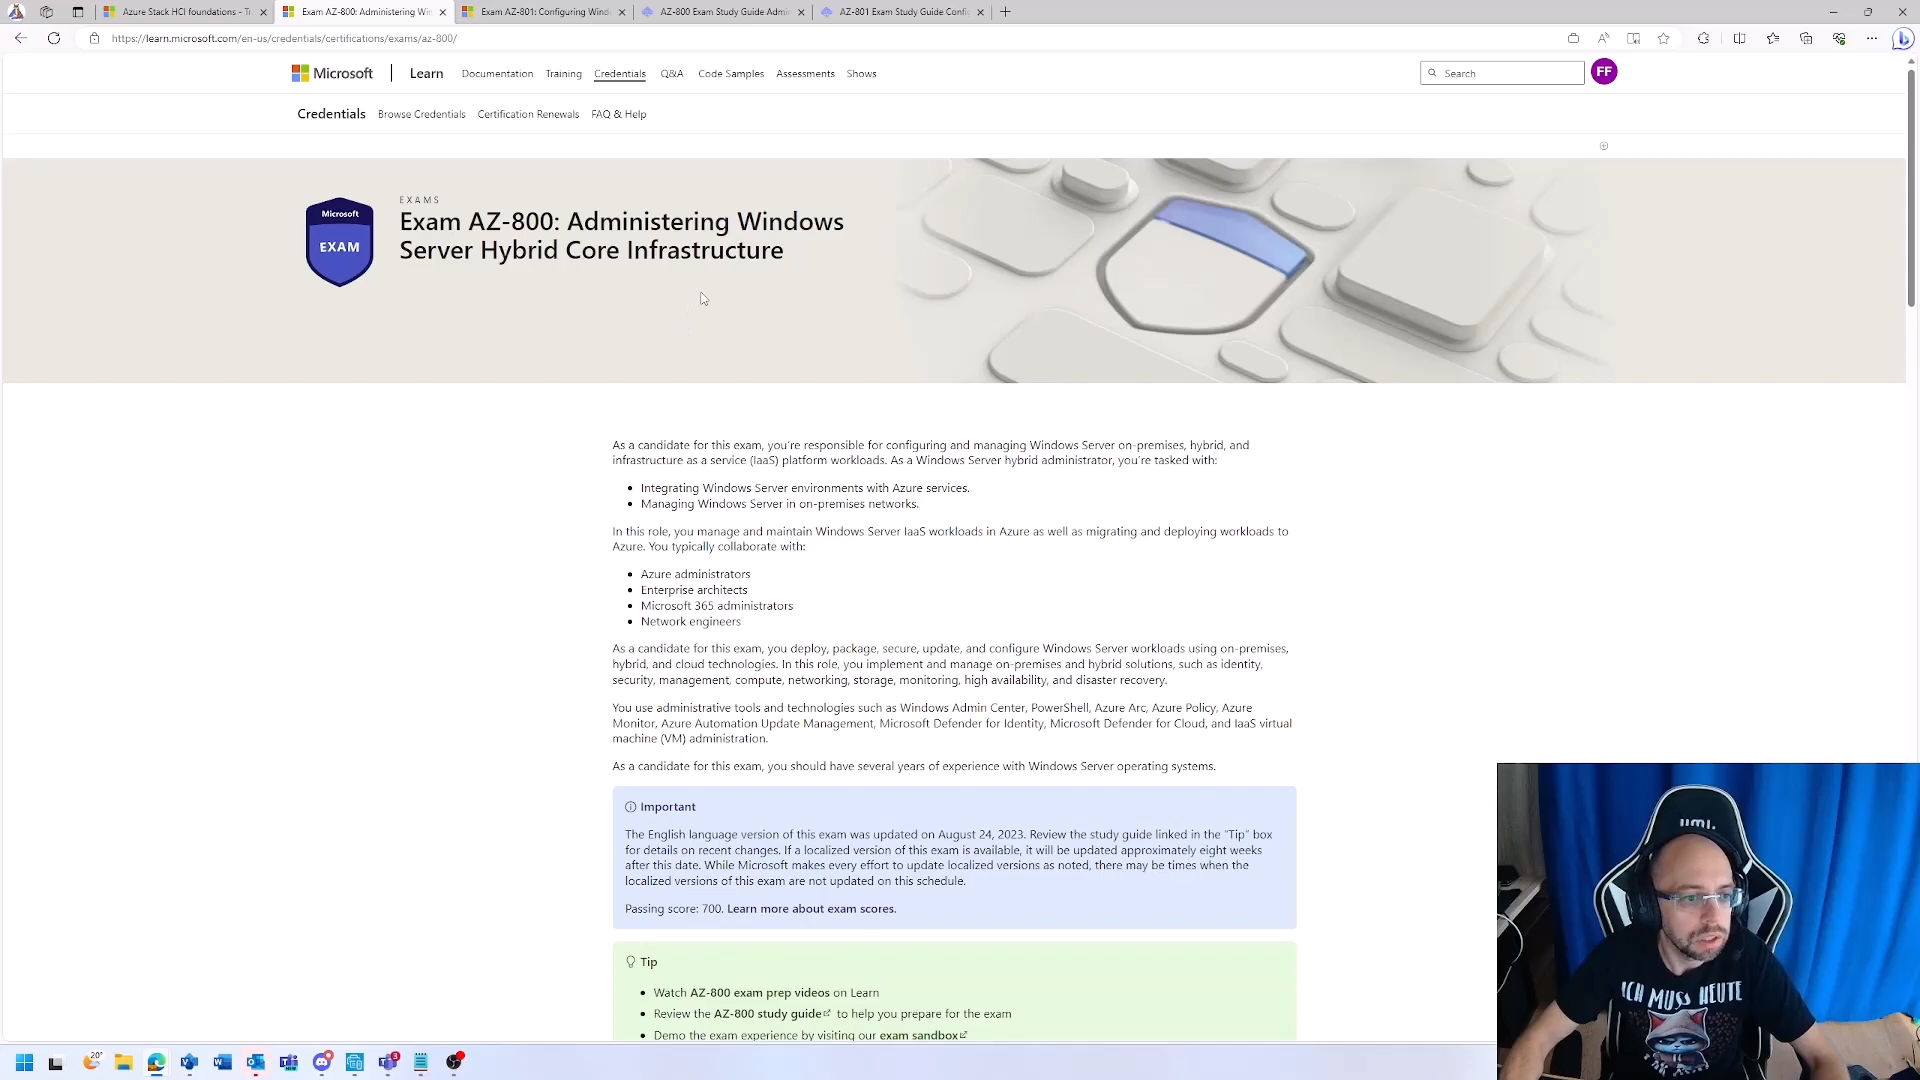 Azure Stack HCI foundations - Tr
Exam AZ-800: Administering Win
Exam AZ-801: Configuring Windo
AZ-800 Exam Study Guide Admin
AZ-801 Exam Study Guide Config
https://learn.microsoft.com/en-us/credentials/certifications/exams/az-800/
Microsoft
Learn
Documentation
Training
Credentials
Q&A
Code Samples
Assessments
Shows
Search
FF
Credentials
Browse Credentials
Certification Renewals
FAQ & Help
Microsoft
EXAM
EXAMS
Exam AZ-800: Administering Windows
Server Hybrid Core Infrastructure
As a candidate for this exam, you’re responsible for configuring and managing Windows Server on-premises, hybrid, and
infrastructure as a service (IaaS) platform workloads. As a Windows Server hybrid administrator, you’re tasked with:
• Integrating Windows Server environments with Azure services.
• Managing Windows Server in on-premises networks.
In this role, you manage and maintain Windows Server IaaS workloads in Azure as well as migrating and deploying workloads to
Azure. You typically collaborate with:
• Azure administrators
• Enterprise architects
• Microsoft 365 administrators
• Network engineers
As a candidate for this exam, you deploy, package, secure, update, and configure Windows Server workloads using on-premises,
hybrid, and cloud technologies. In this role, you implement and manage on-premises and hybrid solutions, such as identity,
security, management, compute, networking, storage, monitoring, high availability, and disaster recovery.
You use administrative tools and technologies such as Windows Admin Center, PowerShell, Azure Arc, Azure Policy, Azure
Monitor, Azure Automation Update Management, Microsoft Defender for Identity, Microsoft Defender for Cloud, and IaaS virtual
machine (VM) administration.
As a candidate for this exam, you should have several years of experience with Windows Server operating systems.
Important
The English language version of this exam was updated on August 24, 2023. Review the study guide linked in the “Tip” box
for details on recent changes. If a localized version of this exam is available, it will be updated approximately eight weeks
after this date. While Microsoft makes every effort to update localized versions as noted, there may be times when the
localized versions of this exam are not updated on this schedule.
Passing score: 700. Learn more about exam scores.
Tip
• Watch AZ-800 exam prep videos on Learn
• Review the AZ-800 study guide to help you prepare for the exam
• Demo the exam experience by visiting our exam sandbox
ICH MUSS HEUTE
20°
3